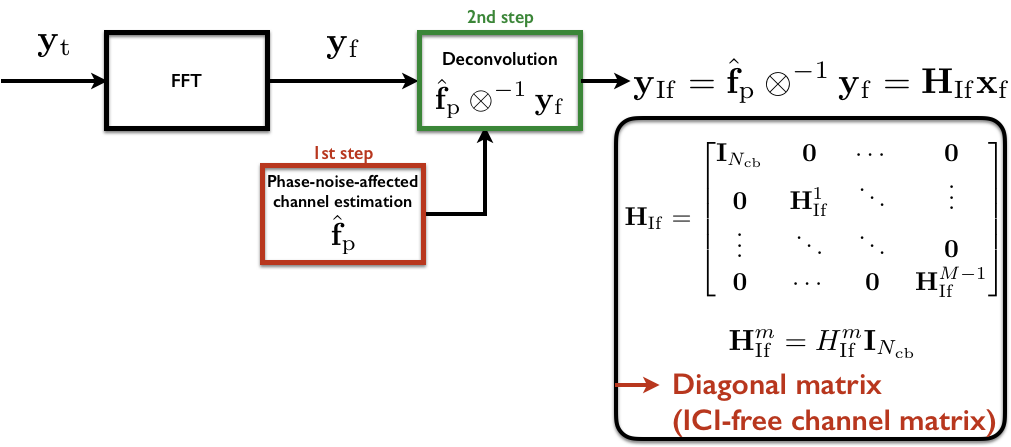 2nd step
y_t
FFT
y_f
Deconvolution
f̂_p ⊗⁻¹ y_f
y_If = f̂_p ⊗⁻¹ y_f = H_If x_f
1st step
Phase-noise-affected
channel estimation
f̂_p
H_If =
I_{N_cb} 0 ⋯ 0
0 H_If^1 ⋱ ⋮
⋮ ⋱ ⋱ 0
0 ⋯ 0 H_If^{M−1}
H_If^m = H_If^m I_{N_cb}
Diagonal matrix
(ICI-free channel matrix)